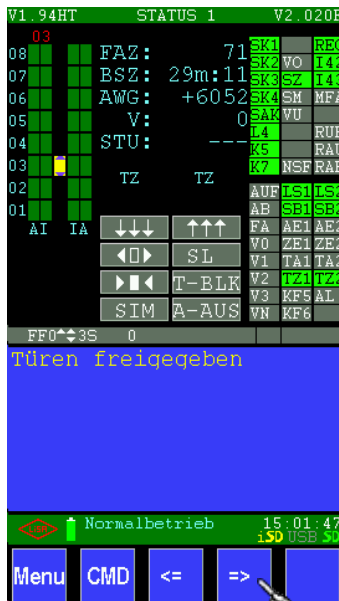 V1.94HT STATUS 1 V2.020B
03
08 FAZ: 71 SK1 REG
07 BSZ: 29m:11 SK2 VO I42
06 AWG: +6052 SK3 SZ I43
05 V: 0 SK4 SM MFA
04 STU: --- SAK VU
03 TZ TZ L4 RUE
02 K5 RAU
01 K7 NSF RAB
AI IA AUF LS1 LS2
↓↓↓ ↑↑↑ AB SB1 SB2
◄▯► SL FA AE1 AE2
►▮◄ T-BLK V0 ZE1 ZE2
SIM A-AUS V1 TA1 TA2
V2 TZ1 TZ2
V3 KF5 AL
VN KF6
FF0 3S 0
Türen freigegeben
Normalbetrieb 15:01:47
iSD USB SD
Menu CMD <= =>